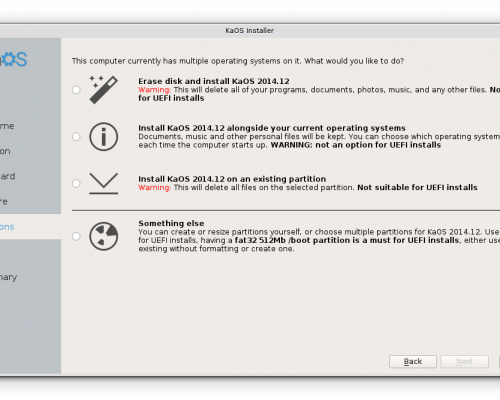 KaOS Installer
aOS
This computer currently has multiple operating systems on it. What would you like to do?
Erase disk and install KaOS 2014.12
Warning: This will delete all of your programs, documents, photos, music, and any other files. No
for UEFI installs
Install KaOS 2014.12 alongside your current operating systems
Documents, music and other personal files will be kept. You can choose which operating system
each time the computer starts up. WARNING: not an option for UEFI installs
Install KaOS 2014.12 on an existing partition
Warning: This will delete all files on the selected partition. Not suitable for UEFI installs
Something else
You can create or resize partitions yourself, or choose multiple partitions for KaOS 2014.12. Use
for UEFI installs, having a fat32 512Mb /boot partition is a must for UEFI installs, either use
existing without formatting or create one.
me
on
ard
re
ons
mary
Back
Next